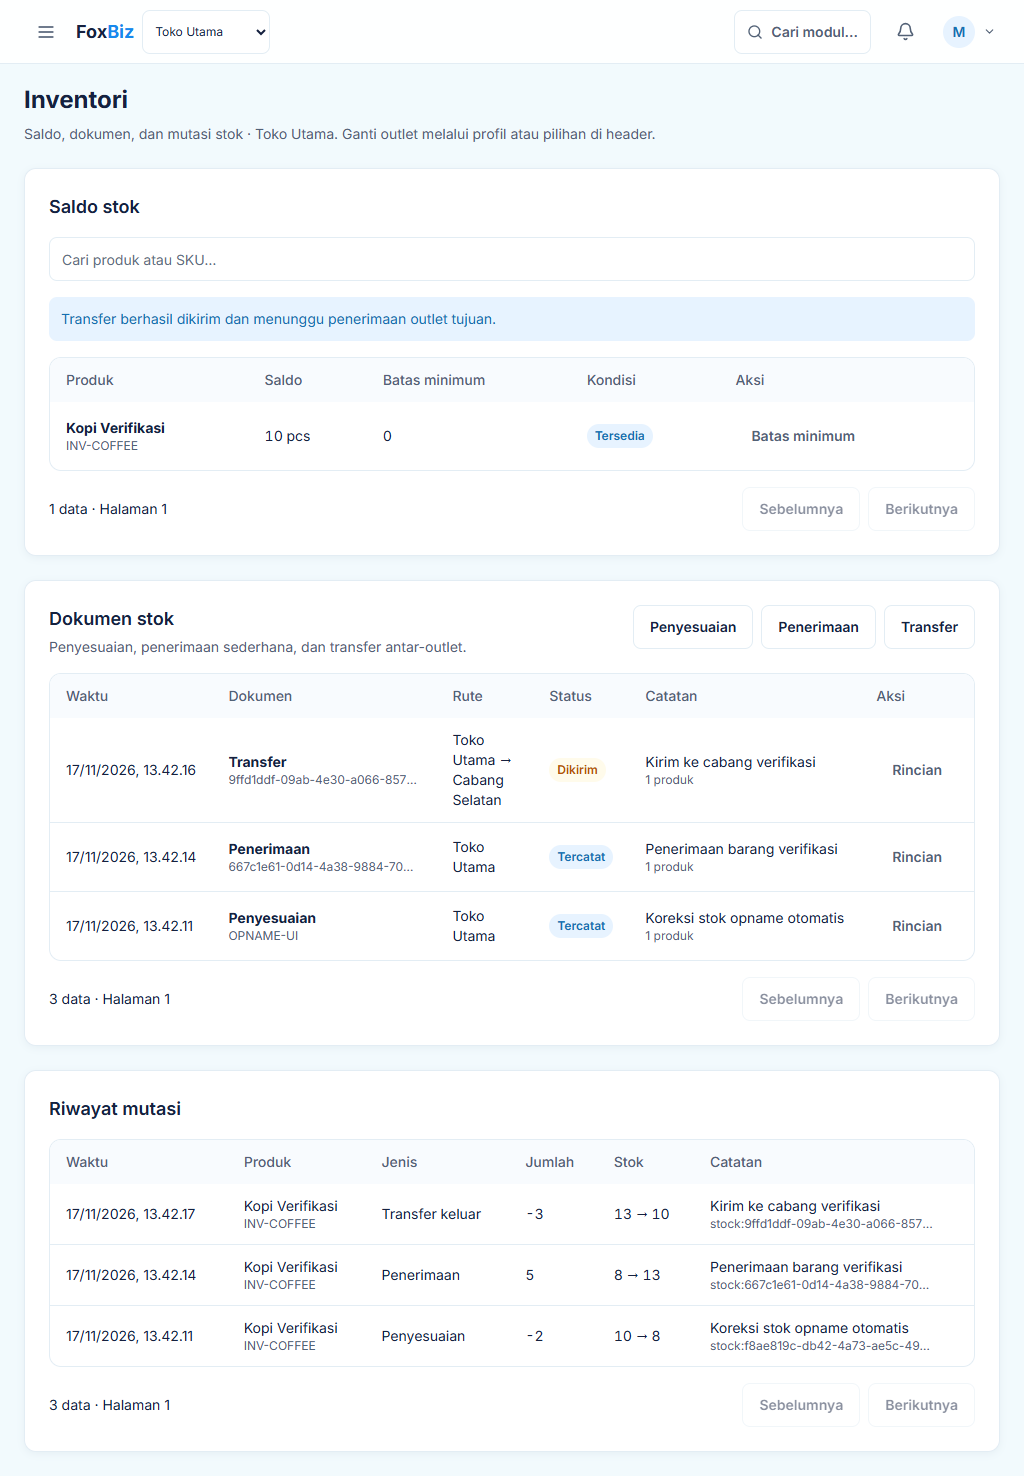 FoxBiz
Toko Utama
Cari modul...
M
Inventori
Saldo, dokumen, dan mutasi stok · Toko Utama. Ganti outlet melalui profil atau pilihan di header.
Saldo stok
Cari produk atau SKU...
Transfer berhasil dikirim dan menunggu penerimaan outlet tujuan.
Produk Saldo Batas minimum Kondisi Aksi
Kopi Verifikasi
INV-COFFEE
10 pcs 0 Tersedia Batas minimum
1 data · Halaman 1
Sebelumnya Berikutnya
Dokumen stok
Penyesuaian, penerimaan sederhana, dan transfer antar-outlet.
Penyesuaian Penerimaan Transfer
Waktu Dokumen Rute Status Catatan Aksi
17/11/2026, 13.42.16
Transfer
9ffd1ddf-09ab-4e30-a066-857...
Toko
Utama →
Cabang
Selatan
Dikirim
Kirim ke cabang verifikasi
1 produk
Rincian
17/11/2026, 13.42.14
Penerimaan
667c1e61-0d14-4a38-9884-70...
Toko
Utama
Tercatat
Penerimaan barang verifikasi
1 produk
Rincian
17/11/2026, 13.42.11
Penyesuaian
OPNAME-UI
Toko
Utama
Tercatat
Koreksi stok opname otomatis
1 produk
Rincian
3 data · Halaman 1
Sebelumnya Berikutnya
Riwayat mutasi
Waktu Produk Jenis Jumlah Stok Catatan
17/11/2026, 13.42.17
Kopi Verifikasi
INV-COFFEE
Transfer keluar -3 13 → 10
Kirim ke cabang verifikasi
stock:9ffd1ddf-09ab-4e30-a066-857...
17/11/2026, 13.42.14
Kopi Verifikasi
INV-COFFEE
Penerimaan 5 8 → 13
Penerimaan barang verifikasi
stock:667c1e61-0d14-4a38-9884-70...
17/11/2026, 13.42.11
Kopi Verifikasi
INV-COFFEE
Penyesuaian -2 10 → 8
Koreksi stok opname otomatis
stock:f8ae819c-db42-4a73-ae5c-49...
3 data · Halaman 1
Sebelumnya Berikutnya